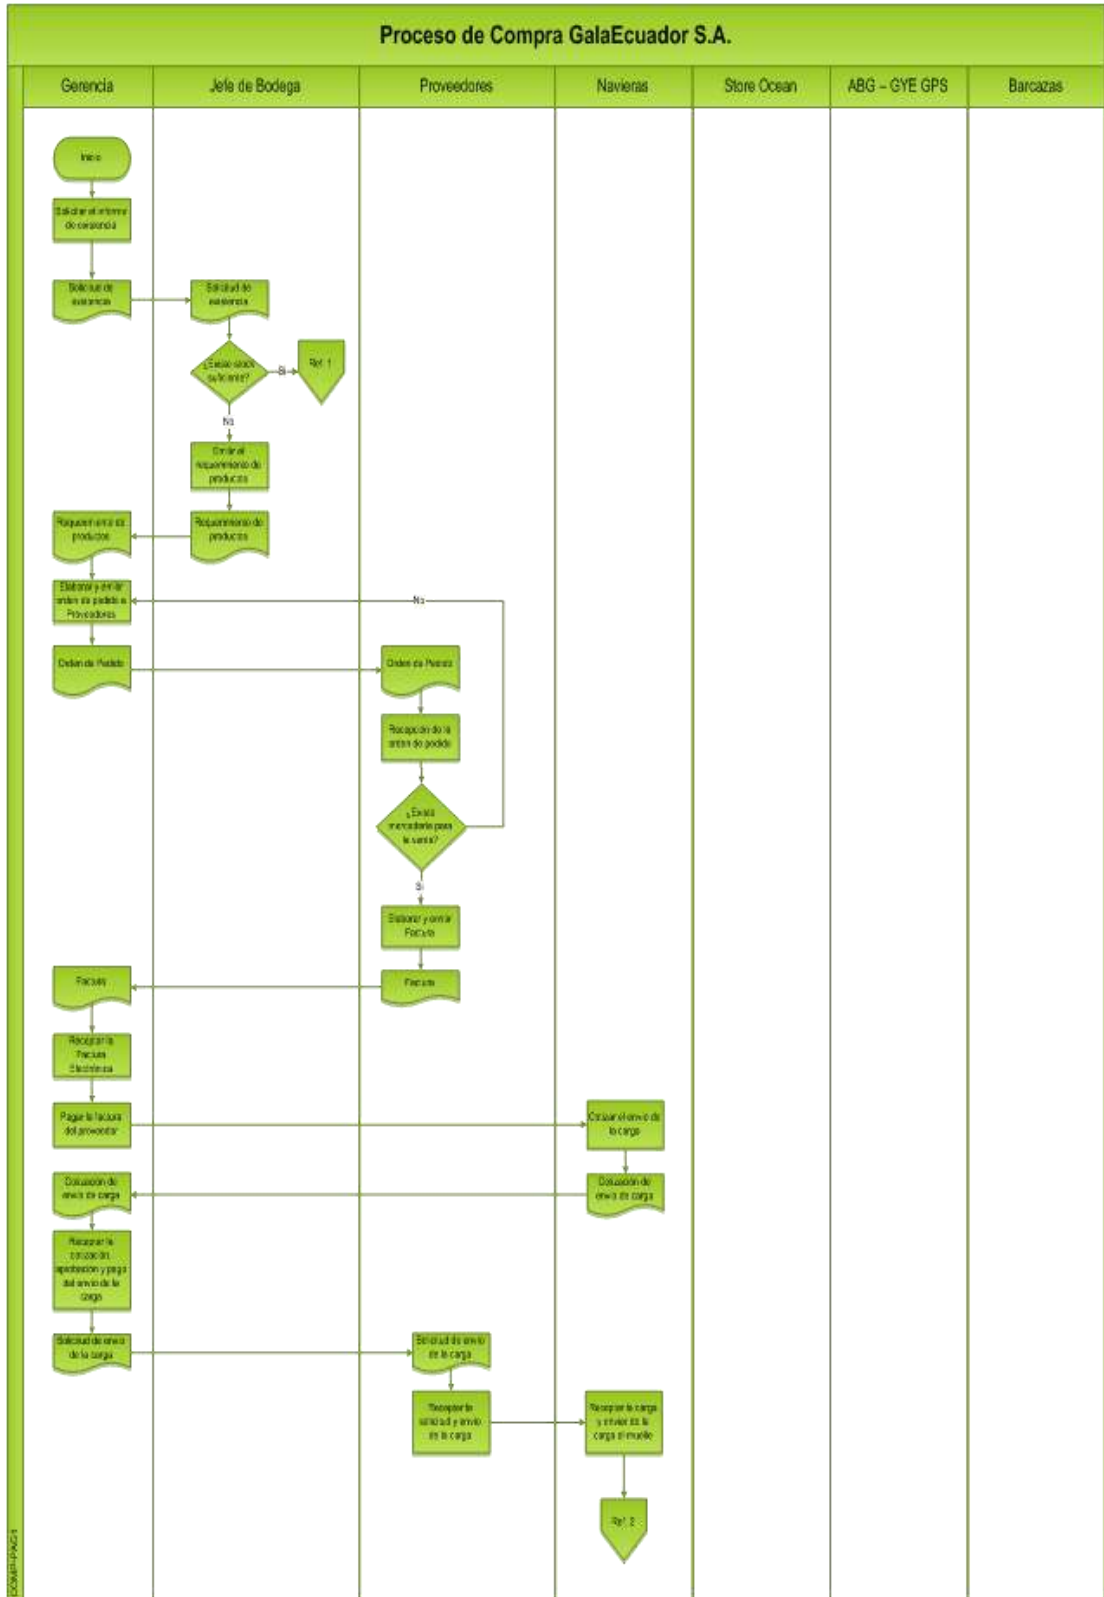 Proceso de Compra GalaEcuador S.A.
Gerencia
Jefe de Bodega
Proveedores
Navieras
Store Ocean
ABG – GYE GPS
Barcazas
Inicio
Solicitar el informe
de existencia
Solicitud de
existencia
Solicitud de
existencia
¿Existe stock
suficiente?
Si
Ref. 1
No
Emitir el
requerimiento de
productos
Requerimiento de
productos
Requerimiento de
productos
Elaborar y emitir
orden de pedido a
Proveedores
No
Orden de Pedido
Orden de Pedido
Recepción de la
orden de pedido
¿Existe
mercadería para
la venta?
Si
Elaborar y enviar
Factura
Factura
Factura
Receptar la
Factura
Electrónica
Pagar la factura
del proveedor
Cotizar el envío de
la carga
Cotización de
envío de carga
Cotización de
envío de carga
Receptar la
cotización,
aprobación y pago
del envío de la
carga
Solicitud de envío
de la carga
Solicitud de envío
de la carga
Receptar la
solicitud y envío
de la carga
Receptar la carga
y envío de la
carga al muelle
Ref. 2
COMP-PAG1